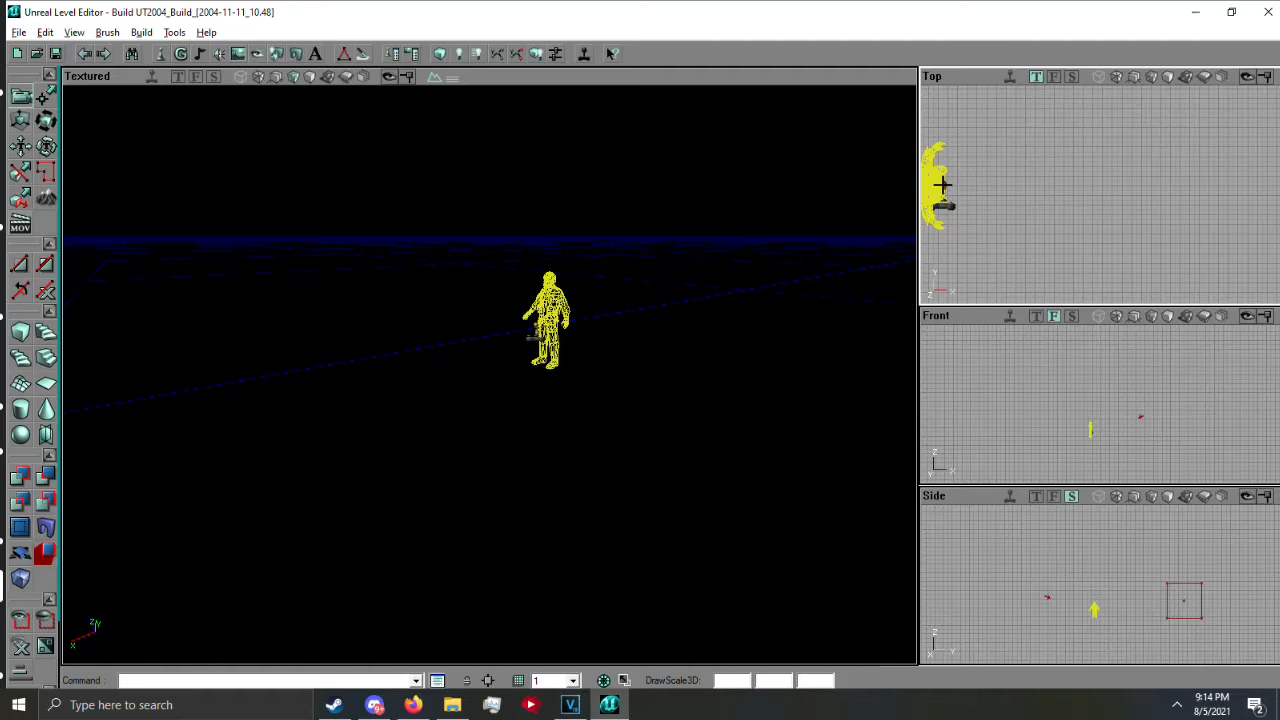 Unreal Level Editor - Build UT2004_Build_[2004-11-11_10.48]
File Edit View Brush Build Tools Help
Textured
T F S
Top
T F S
MOV
Y
Z X
Front
T F S
Z
Y X
Side
T F S
Z
X Y
Z Y
X
Command :
1
DrawScale3D:
Type here to search
9:14 PM
8/5/2021
2